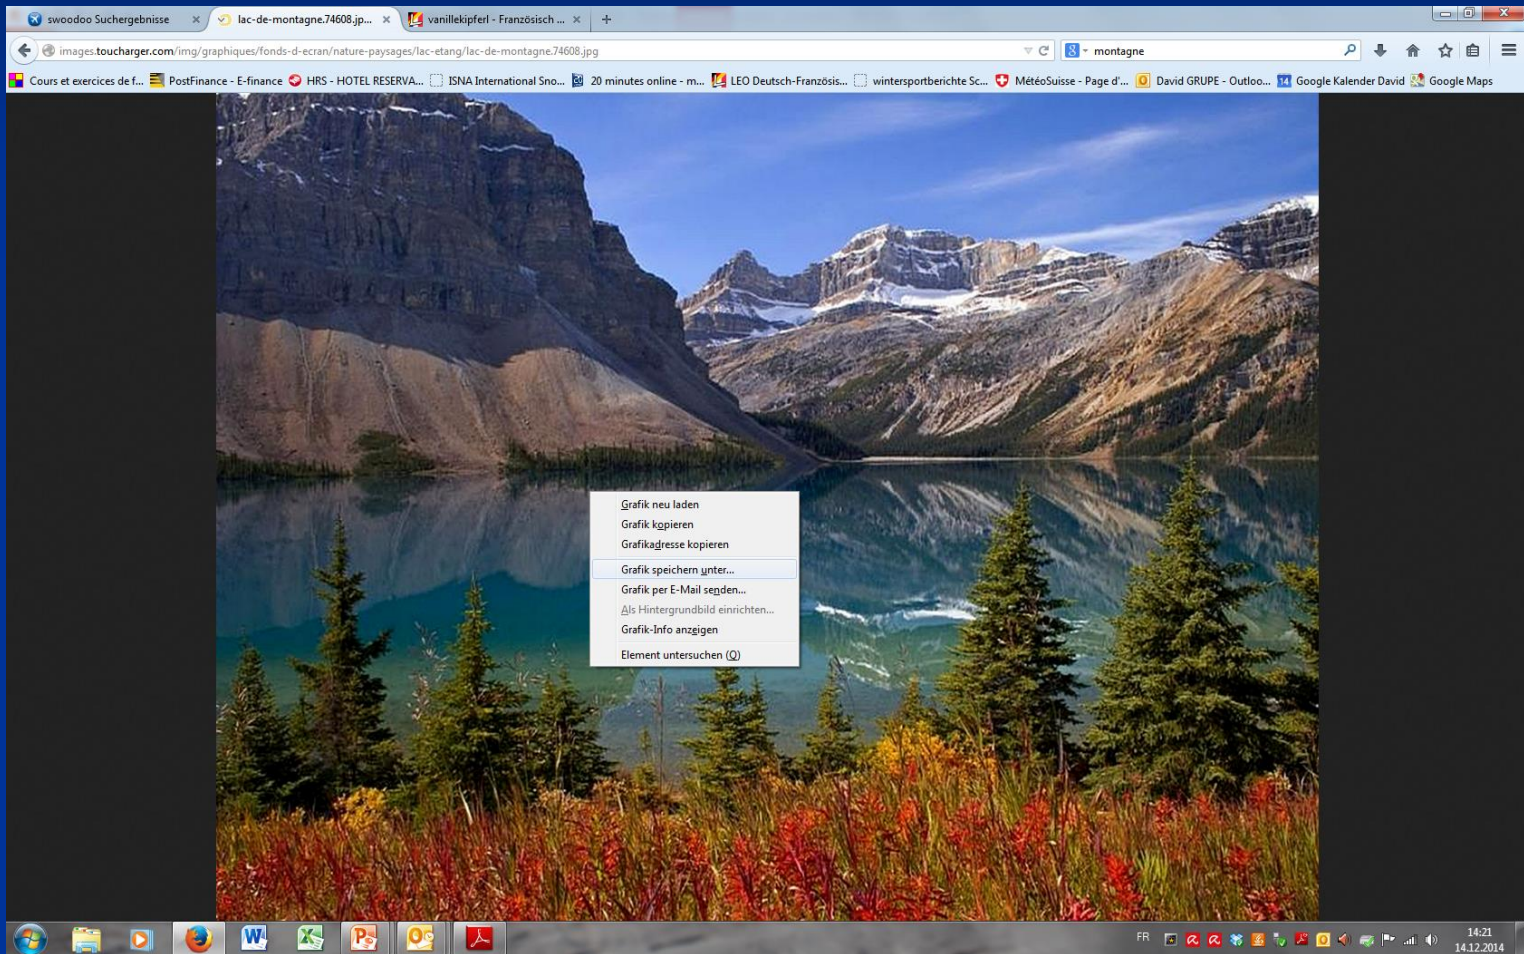 swoodoo Suchergebnisse
lac-de-montagne.74608.jp...
vanillekipferl - Französisch ...
images.toucharger.com/img/graphiques/fonds-d-ecran/nature-paysages/lac-etang/lac-de-montagne.74608.jpg
montagne
Cours et exercices de f...
PostFinance - E-finance
HRS - HOTEL RESERVA...
ISNA International Sno...
20 minutes online - m...
LEO Deutsch-Französis...
wintersportberichte Sc...
MétéoSuisse - Page d'...
David GRUPE - Outloo...
Google Kalender David
Google Maps
Grafik neu laden
Grafik kopieren
Grafikadresse kopieren
Grafik speichern unter...
Grafik per E-Mail senden...
Als Hintergrundbild einrichten...
Grafik-Info anzeigen
Element untersuchen (Q)
FR
14:21
14.12.2014